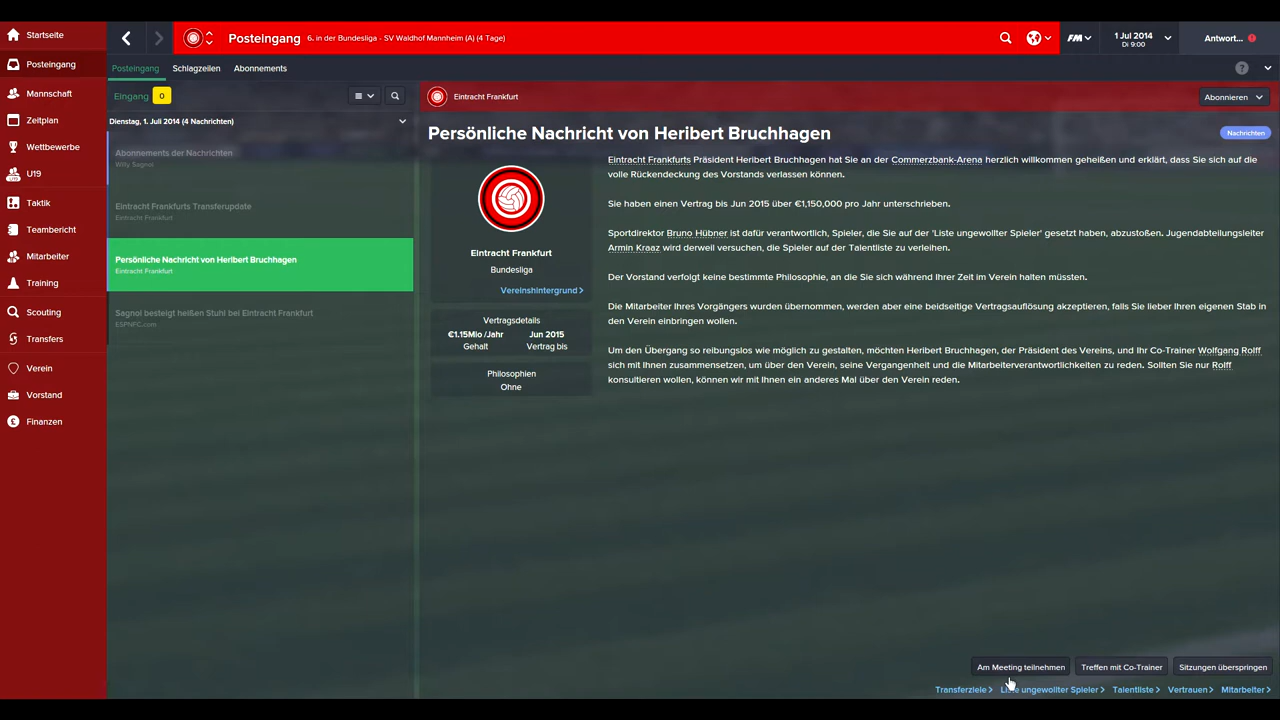 Startseite
Posteingang
Mannschaft
Zeitplan
Wettbewerbe
U19
Taktik
Teambericht
Mitarbeiter
Training
Scouting
Transfers
Verein
Vorstand
Finanzen
Posteingang 6. in der Bundesliga - SV Waldhof Mannheim (A) (4 Tage)
FM
1 Jul 2014
Di 9:00
Antwort...
Posteingang Schlagzeilen Abonnements
Eingang 0
Dienstag, 1. Juli 2014 (4 Nachrichten)
Abonnements der Nachrichten
Willy Sagnol
Eintracht Frankfurts Transferupdate
Eintracht Frankfurt
Persönliche Nachricht von Heribert Bruchhagen
Eintracht Frankfurt
Sagnol besteigt heißen Stuhl bei Eintracht Frankfurt
ESPNFC.com
Eintracht Frankfurt
Abonnieren
Persönliche Nachricht von Heribert Bruchhagen
Nachrichten
Eintracht Frankfurt
Bundesliga
Vereinshintergrund
Vertragsdetails
€1.15Mio /Jahr Jun 2015
Gehalt Vertrag bis
Philosophien
Ohne
Eintracht Frankfurts Präsident Heribert Bruchhagen hat Sie an der Commerzbank-Arena herzlich willkommen geheißen und erklärt, dass Sie sich auf die
volle Rückendeckung des Vorstands verlassen können.
Sie haben einen Vertrag bis Jun 2015 über €1,150,000 pro Jahr unterschrieben.
Sportdirektor Bruno Hübner ist dafür verantwortlich, Spieler, die Sie auf der 'Liste ungewollter Spieler' gesetzt haben, abzustoßen. Jugendabteilungsleiter
Armin Kraaz wird derweil versuchen, die Spieler auf der Talentliste zu verleihen.
Der Vorstand verfolgt keine bestimmte Philosophie, an die Sie sich während Ihrer Zeit im Verein halten müssten.
Die Mitarbeiter Ihres Vorgängers wurden übernommen, werden aber eine beidseitige Vertragsauflösung akzeptieren, falls Sie lieber Ihren eigenen Stab in
den Verein einbringen wollen.
Um den Übergang so reibungslos wie möglich zu gestalten, möchten Heribert Bruchhagen, der Präsident des Vereins, und Ihr Co-Trainer Wolfgang Rolff
sich mit Ihnen zusammensetzen, um über den Verein, seine Vergangenheit und die Mitarbeiterverantwortlichkeiten zu reden. Sollten Sie nur Rolff
konsultieren wollen, können wir mit Ihnen ein anderes Mal über den Verein reden.
Am Meeting teilnehmen Treffen mit Co-Trainer Sitzungen überspringen
Transferziele Liste ungewollter Spieler Talentliste Vertrauen Mitarbeiter